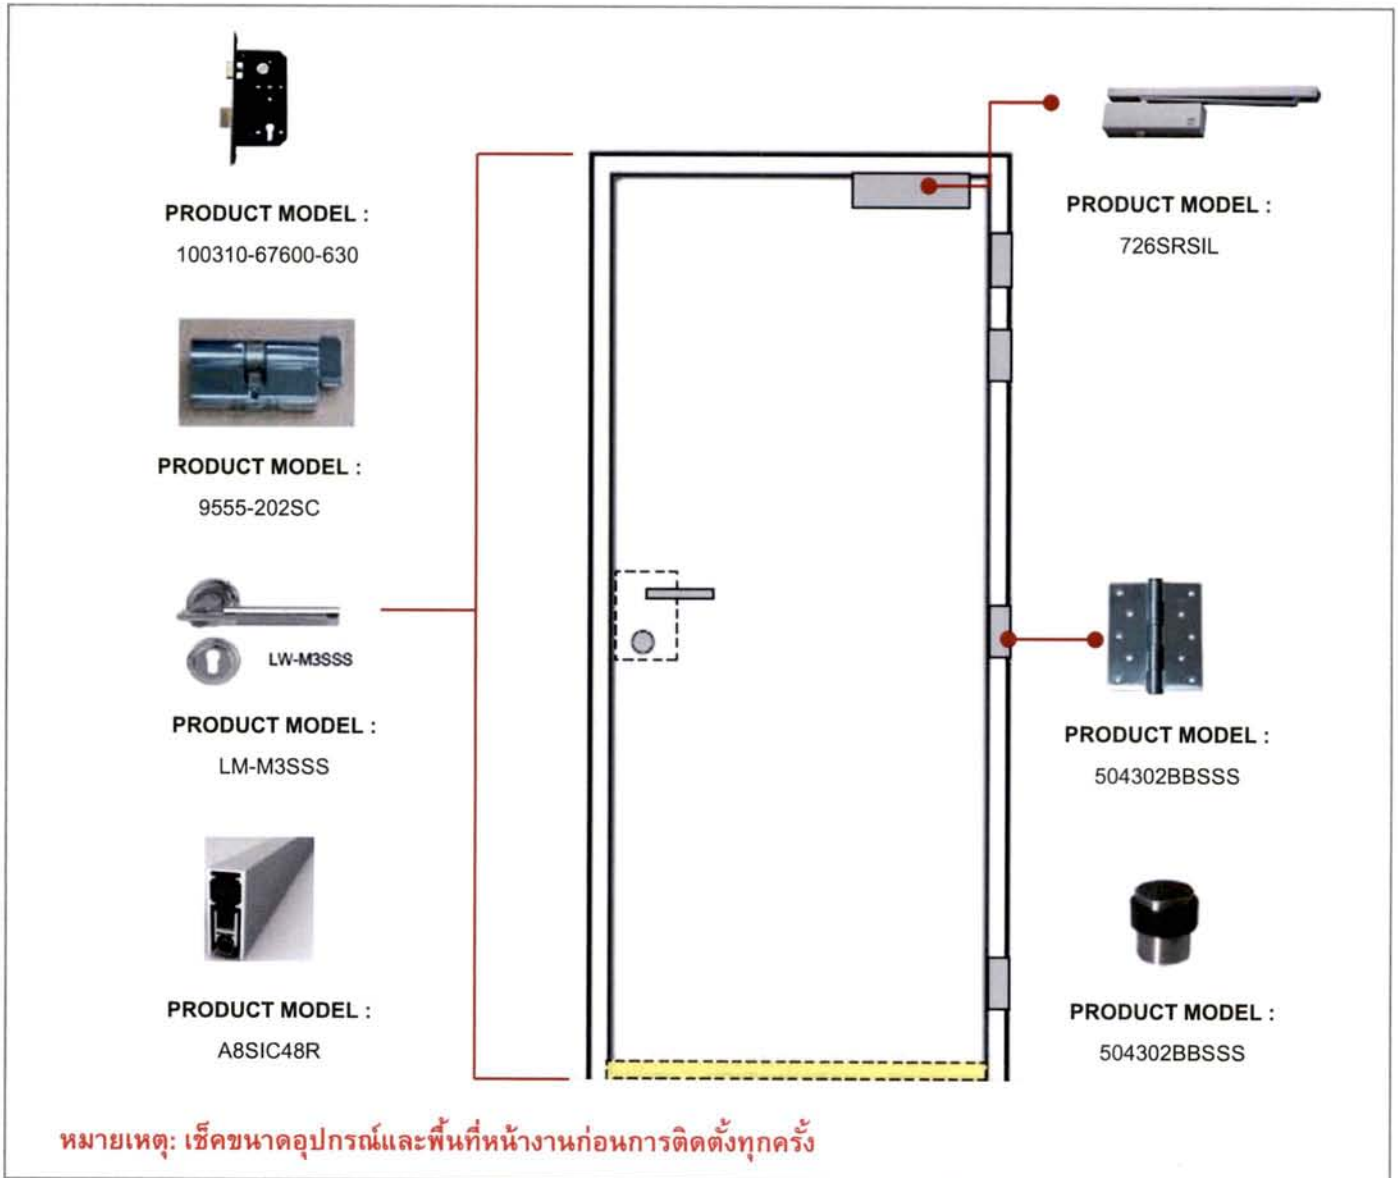 PRODUCT MODEL :
100310-67600-630
PRODUCT MODEL :
9555-202SC
LW-M3SSS
PRODUCT MODEL :
LM-M3SSS
PRODUCT MODEL :
A8SIC48R
PRODUCT MODEL :
726SRSIL
PRODUCT MODEL :
504302BBSSS
PRODUCT MODEL :
504302BBSSS
หมายเหตุ: เช็คขนาดอุปกรณ์และพื้นที่หน้างานก่อนการติดตั้งทุกครั้ง